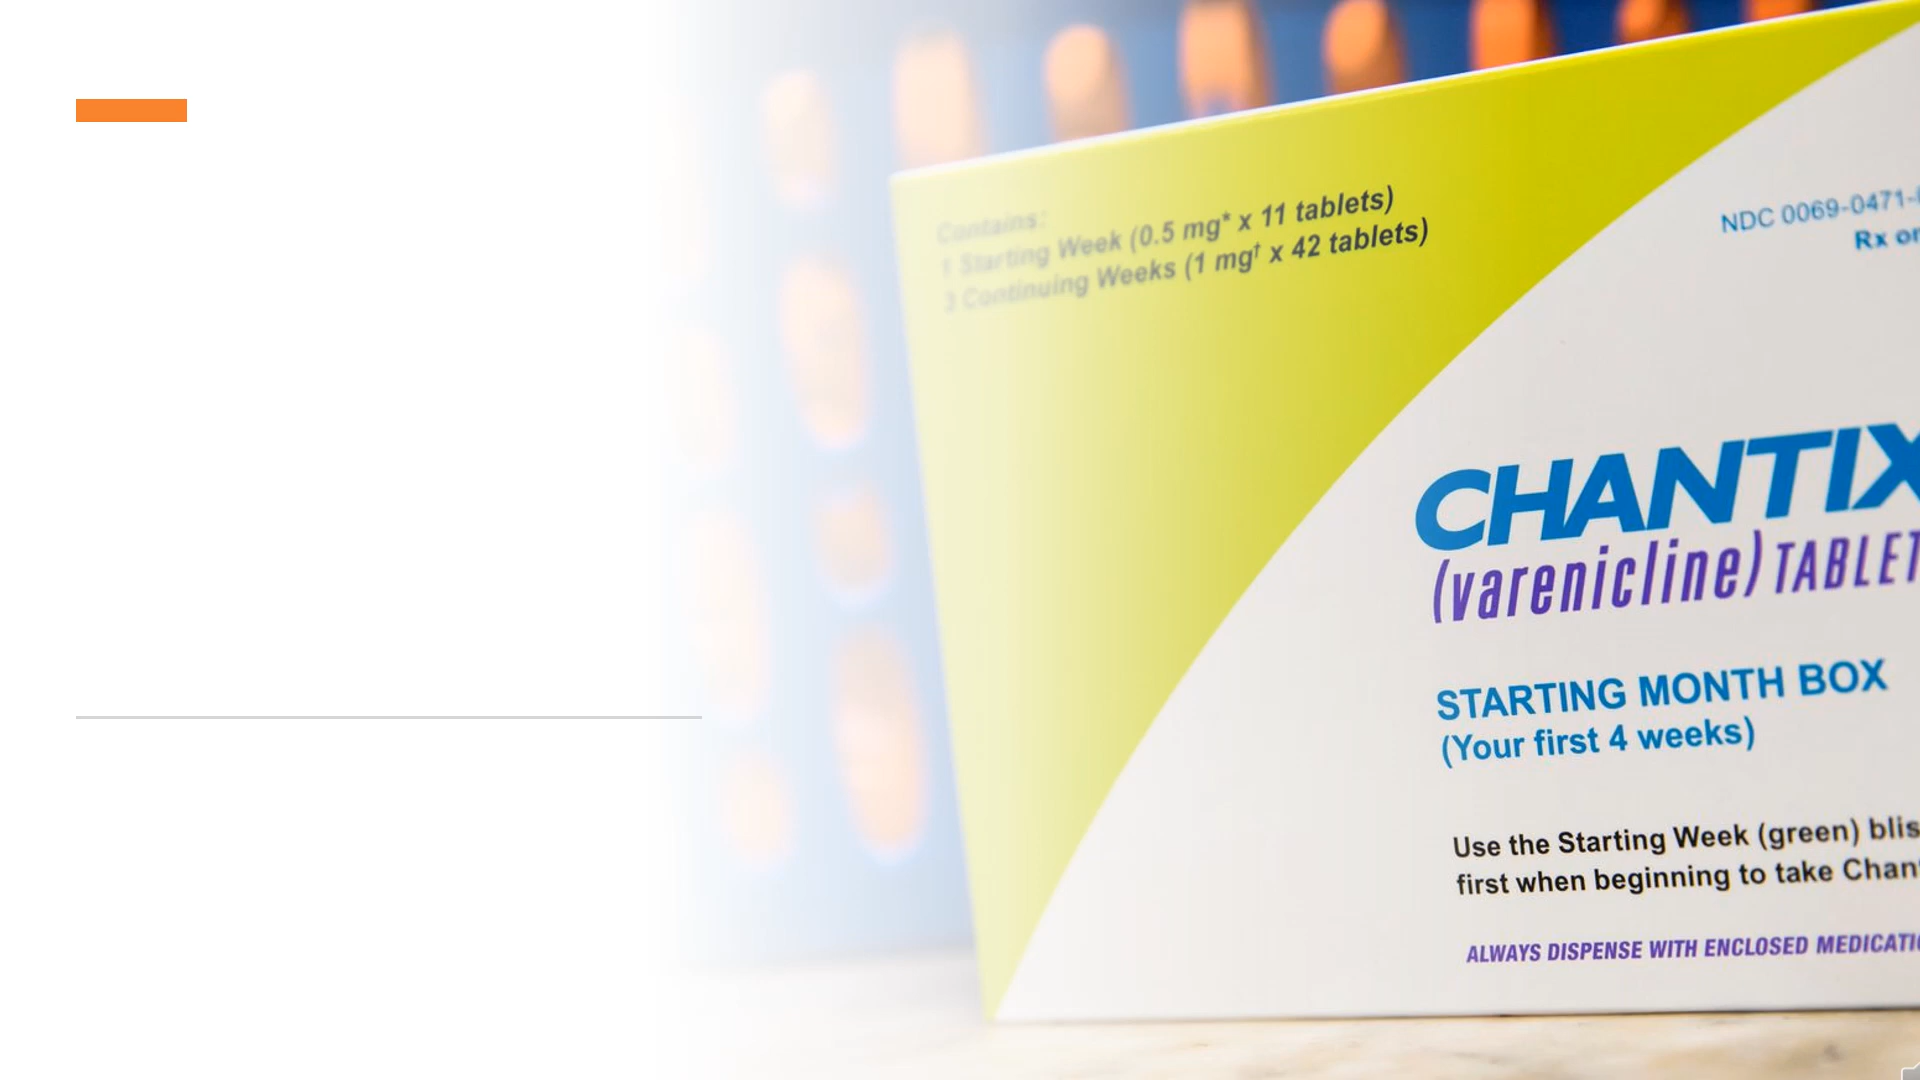 Contains:
1 Starting Week (0.5 mg* x 11 tablets)
3 Continuing Weeks (1 mg† x 42 tablets)
NDC 0069-0471-
Rx
CHANTIX
(varenicline) TABLET
STARTING MONTH BOX
(Your first 4 weeks)
Use the Starting Week (green)
first when beginning to take
ALWAYS DISPENSE WITH ENCLOSED